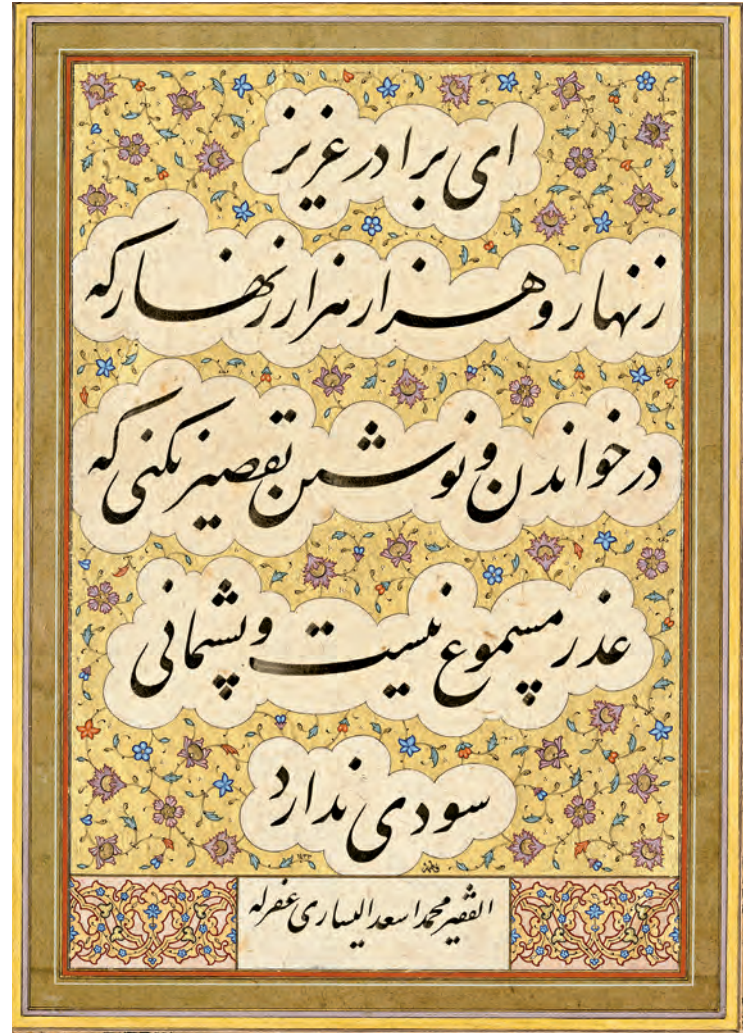 ای برادر عزیز
زنهار و هزار هزار زنهار که
در خواندن و نوشتن تقصیر نکنی که
عذر مسموع نیست و پشیمانی
سودی ندارد
الفقیر محمد اسعد الیساری غفر له